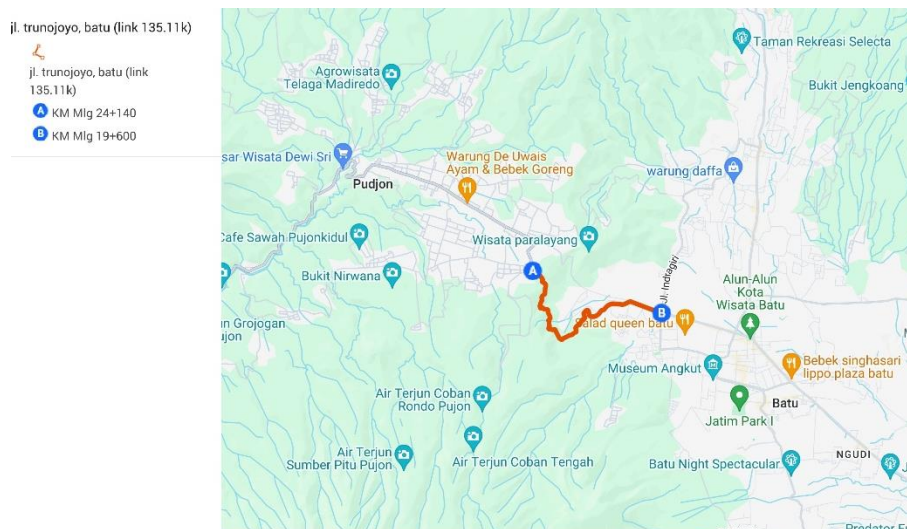 jl. trunojoyo, batu (link 135.11k)
jl. trunojoyo, batu (link
135.11k)
A KM Mlg 24+140
B KM Mlg 19+600
Taman Rekreasi Selecta
Bukit Jengkoang
Agrowisata
Telaga Madiredo
sar Wisata Dewi Sri
Pudjon
Warung De Uwais
Ayam & Bebek Goreng
warung daffa
Cafe Sawah Pujonkidul
Wisata paralayang
Bukit Nirwana
A
Jl. Indragiri
Alun-Alun
Kota
Wisata Batu
B
un Grojogan
ujon
Salad queen batu
Museum Angkut
Bebek singhasari
lippo plaza batu
Batu
Jatim Park I
Air Terjun Coban
Rondo Pujon
Air Terjun
Sumber Pitu Pujon
Air Terjun Coban Tengah
Batu Night Spectacular
NGUDI
J